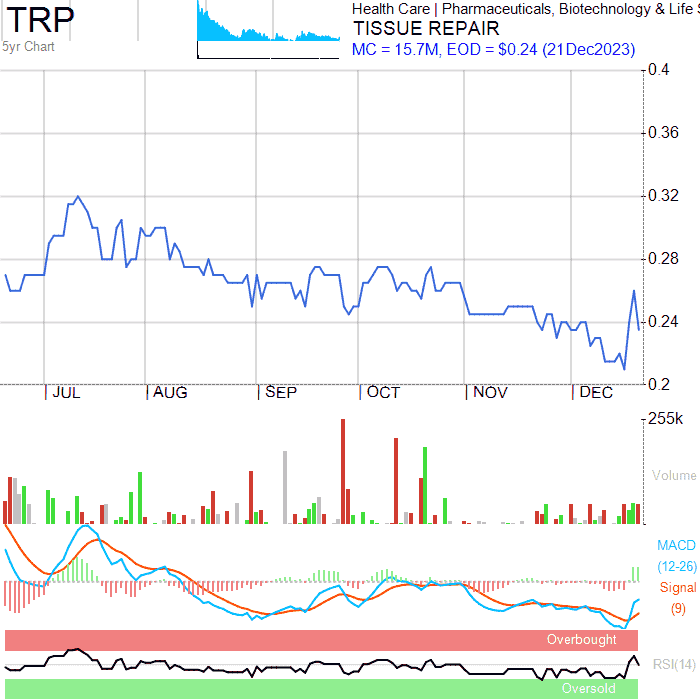 TRP
5yr Chart
Health Care | Pharmaceuticals, Biotechnology & Life S
TISSUE REPAIR
MC = 15.7M, EOD = $0.24 (21Dec2023)
0.4
0.36
0.32
0.28
0.24
0.2
JUL AUG SEP OCT NOV DEC
255k
Volume
MACD
(12-26)
Signal
(9)
Overbought
RSI(14)
Oversold